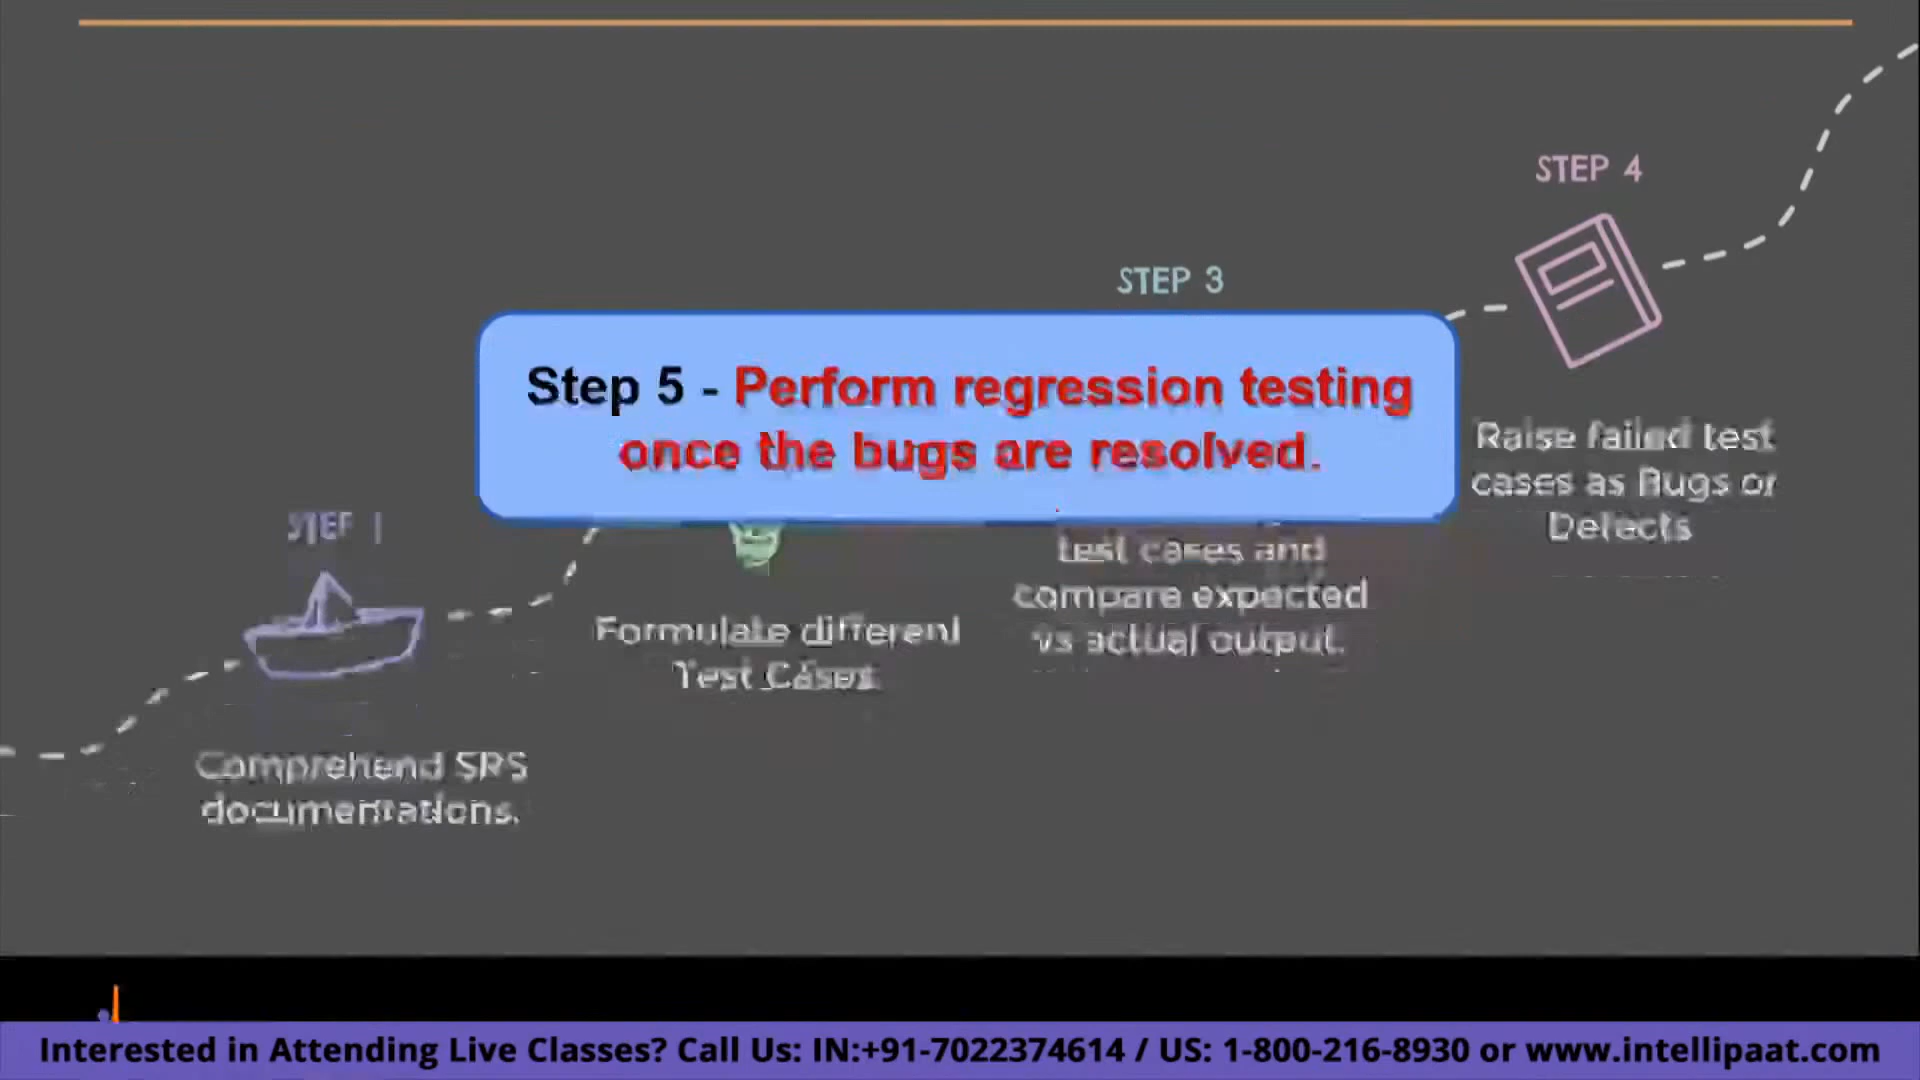 STEP 4
STEP 3
Step 5 - Perform regression testing
once the bugs are resolved.
Raise failed test
cases as Bugs or
Defects
STEP 1
test cases and
compare expected
vs actual output.
Formulate different
Test Cases
Comprehend SRS
documentations.
Interested in Attending Live Classes? Call Us: IN:+91-7022374614 / US: 1-800-216-8930 or www.intellipaat.com